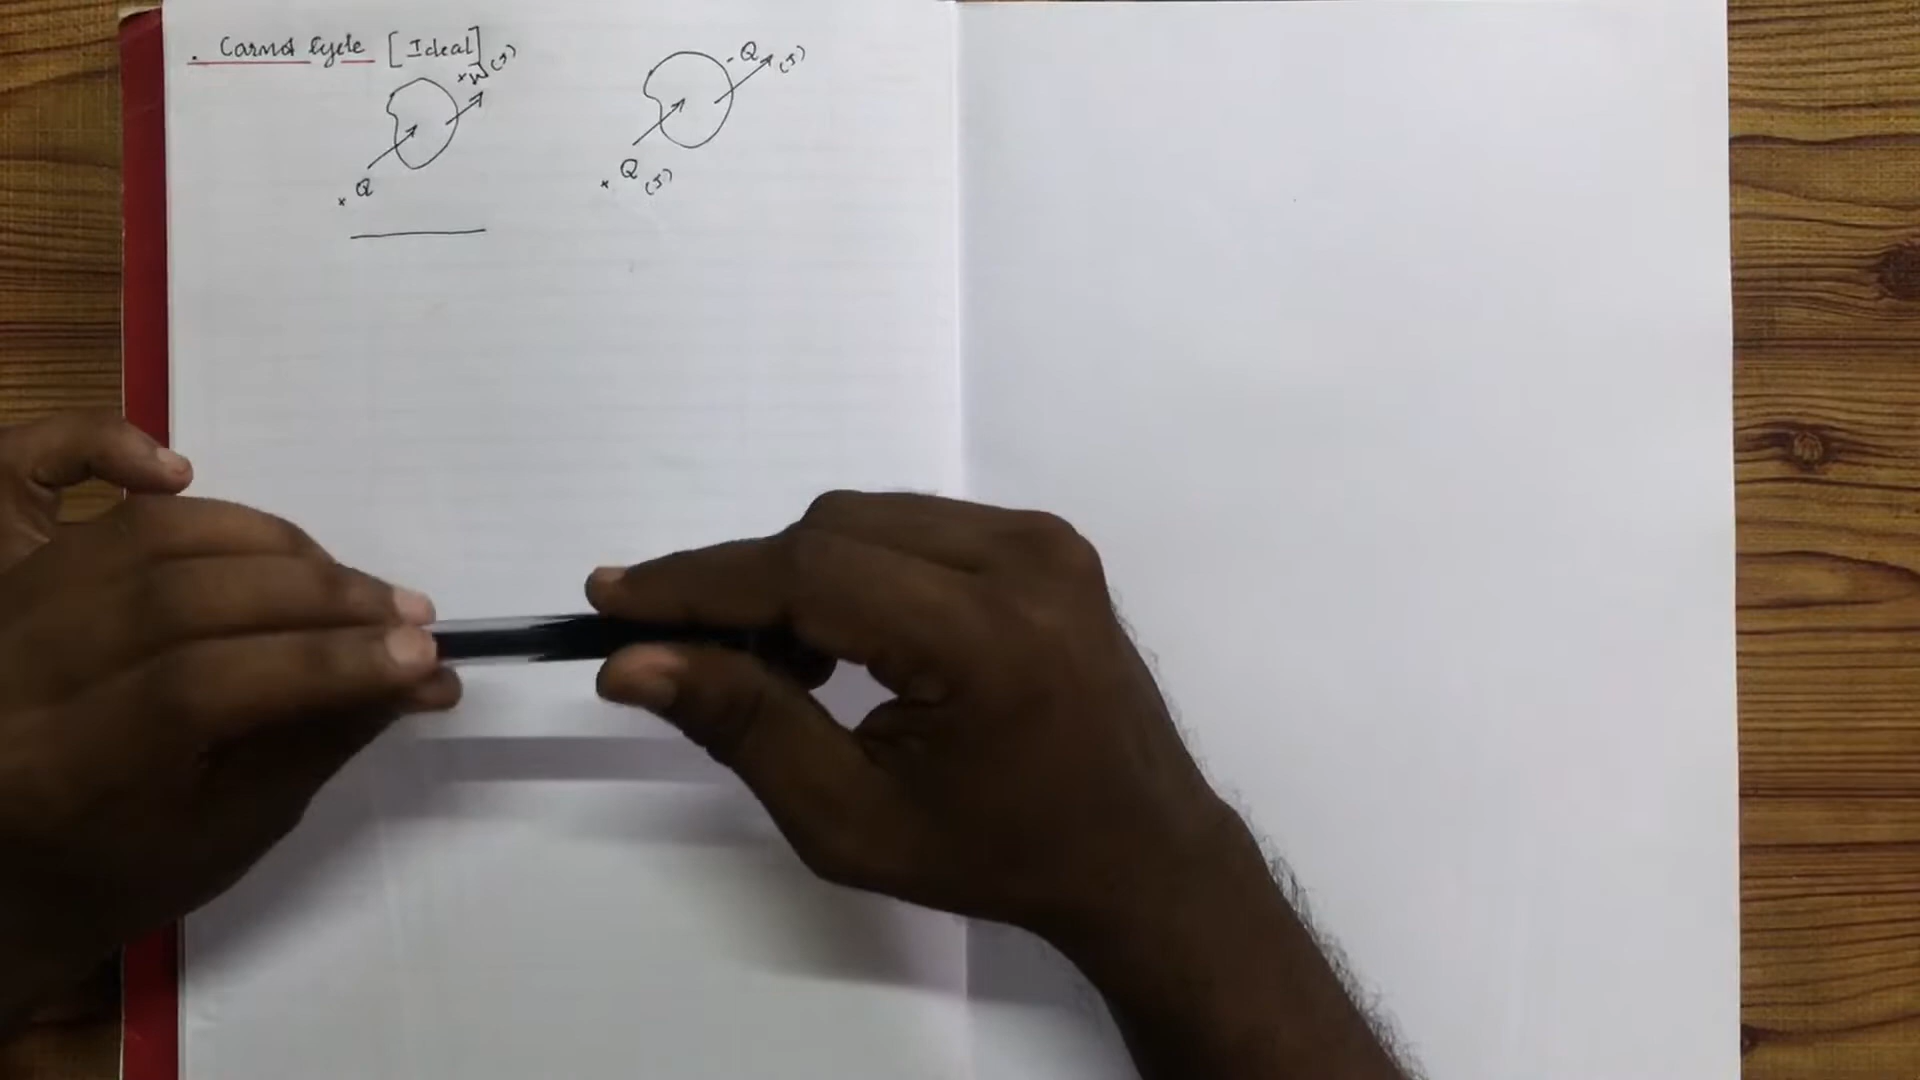 . Carnot Cycle [Ideal]
+W (J)
+ Q
- Q (J)
+ Q (J)